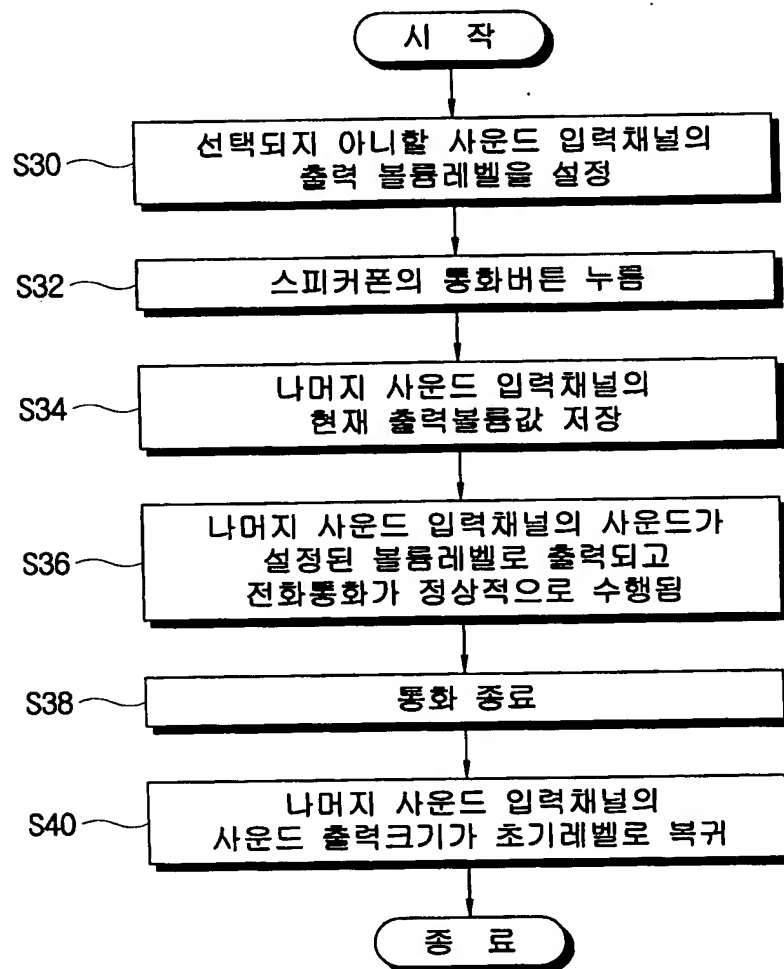 시 작
S30
선택되지 아니할 사운드 입력채널의
출력 볼륨레벨을 설정
S32
스피커폰의 통화버튼 누름
S34
나머지 사운드 입력채널의
현재 출력볼륨값 저장
S36
나머지 사운드 입력채널의 사운드가
설정된 볼륨레벨로 출력되고
전화통화가 정상적으로 수행됨
S38
통화 종료
S40
나머지 사운드 입력채널의
사운드 출력크기가 초기레벨로 복귀
종 료